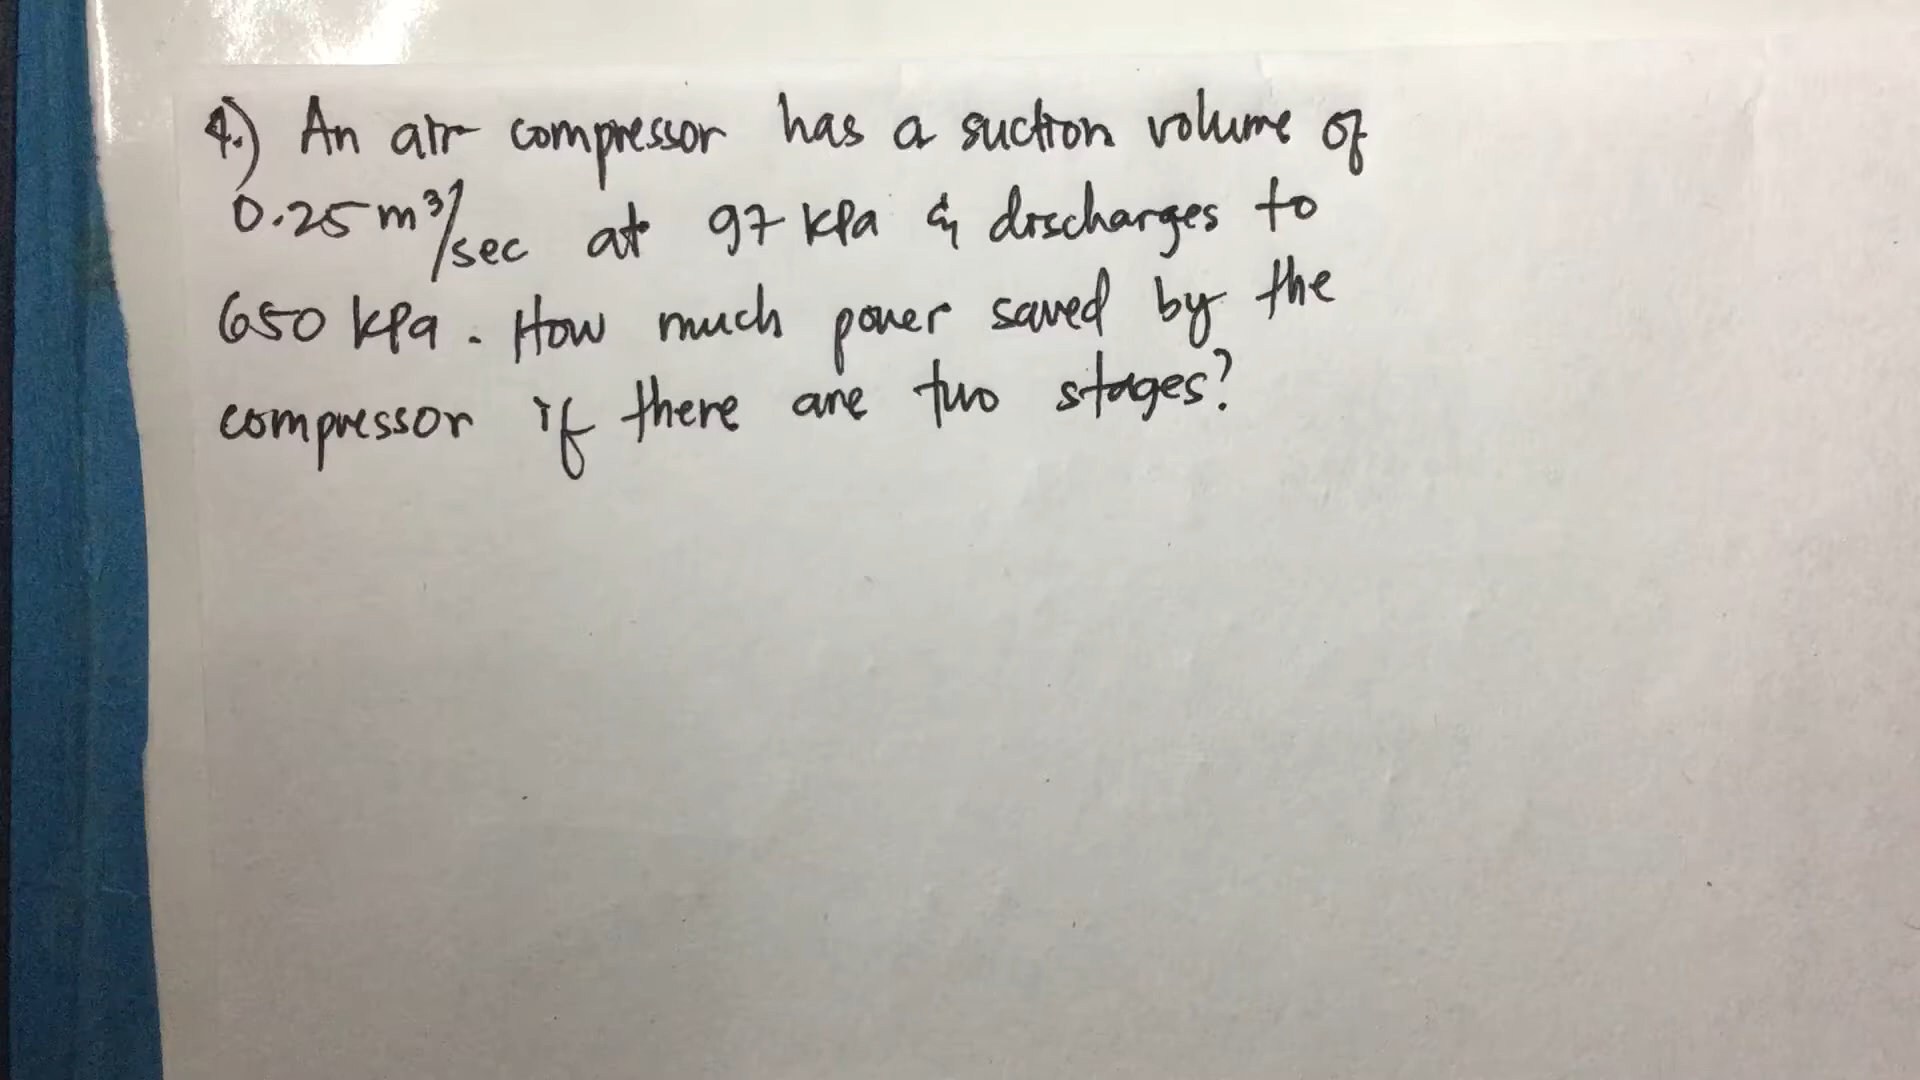 4.) An air compressor has a suction volume of
0.25 m³/sec at 97 kPa & discharges to
650 kPa. How much power saved by the
compressor if there are two stages?